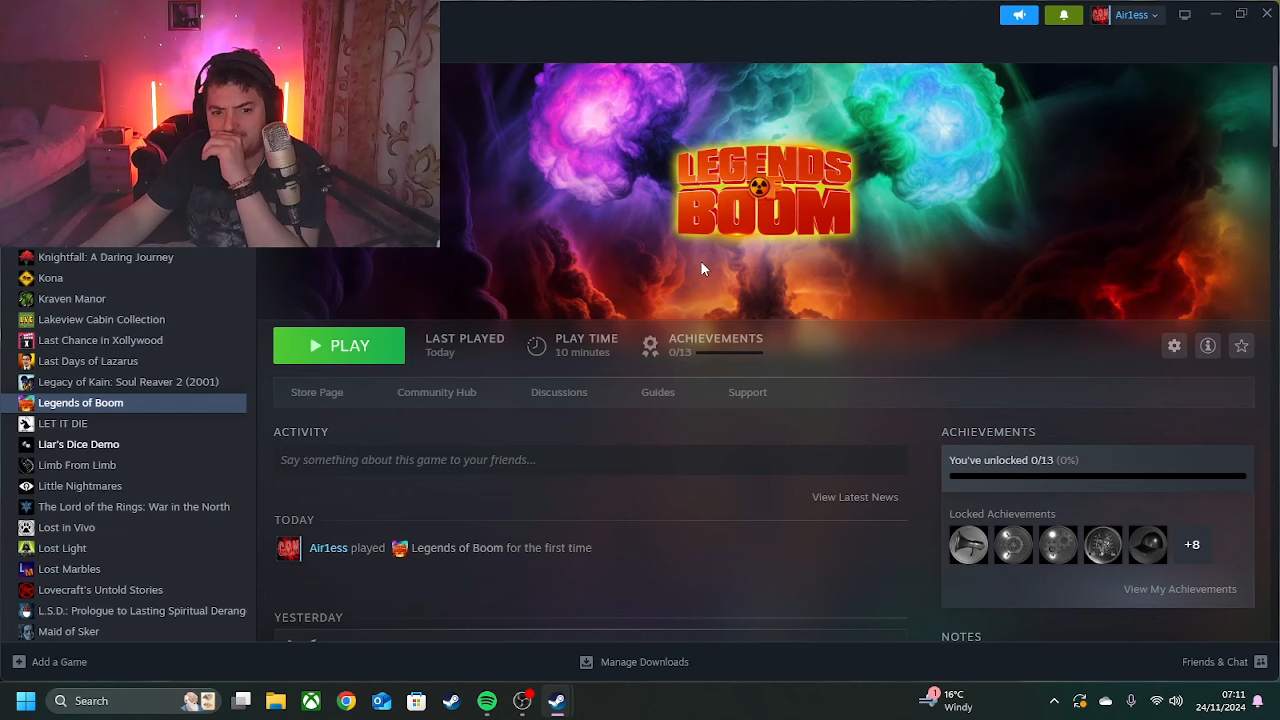 Air1ess
LEGENDS
BOOM
Knightfall: A Daring Journey
Kona
Kraven Manor
Lakeview Cabin Collection
Last Chance in Xollywood
Last Days of Lazarus
Legacy of Kain: Soul Reaver 2 (2001)
Legends of Boom
LET IT DIE
Liar's Dice Demo
Limb From Limb
Little Nightmares
The Lord of the Rings: War in the North
Lost in Vivo
Lost Light
Lost Marbles
Lovecraft's Untold Stories
L.S.D.: Prologue to Lasting Spiritual Derang
Maid of Sker
PLAY
LAST PLAYED
Today
PLAY TIME
10 minutes
ACHIEVEMENTS
0/13
Store Page
Community Hub
Discussions
Guides
Support
ACTIVITY
Say something about this game to your friends...
View Latest News
TODAY
Air1ess played Legends of Boom for the first time
YESTERDAY
ACHIEVEMENTS
You've unlocked 0/13 (0%)
Locked Achievements
+8
View My Achievements
NOTES
Add a Game
Manage Downloads
Friends & Chat
Search
1
16°C
Windy
07:11
24/11/2024